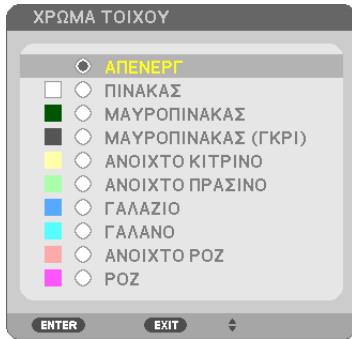 ΧΡΩΜΑ ΤΟΙΧΟΥ
ΑΠΕΝΕΡΓ
ΠΙΝΑΚΑΣ
ΜΑΥΡΟΠΙΝΑΚΑΣ
ΜΑΥΡΟΠΙΝΑΚΑΣ (ΓΚΡΙ)
ΑΝΟΙΧΤΟ ΚΙΤΡΙΝΟ
ΑΝΟΙΧΤΟ ΠΡΑΣΙΝΟ
ΓΑΛΑΖΙΟ
ΓΑΛΑΝΟ
ΑΝΟΙΧΤΟ ΡΟΖ
ΡΟΖ
ENTER EXIT